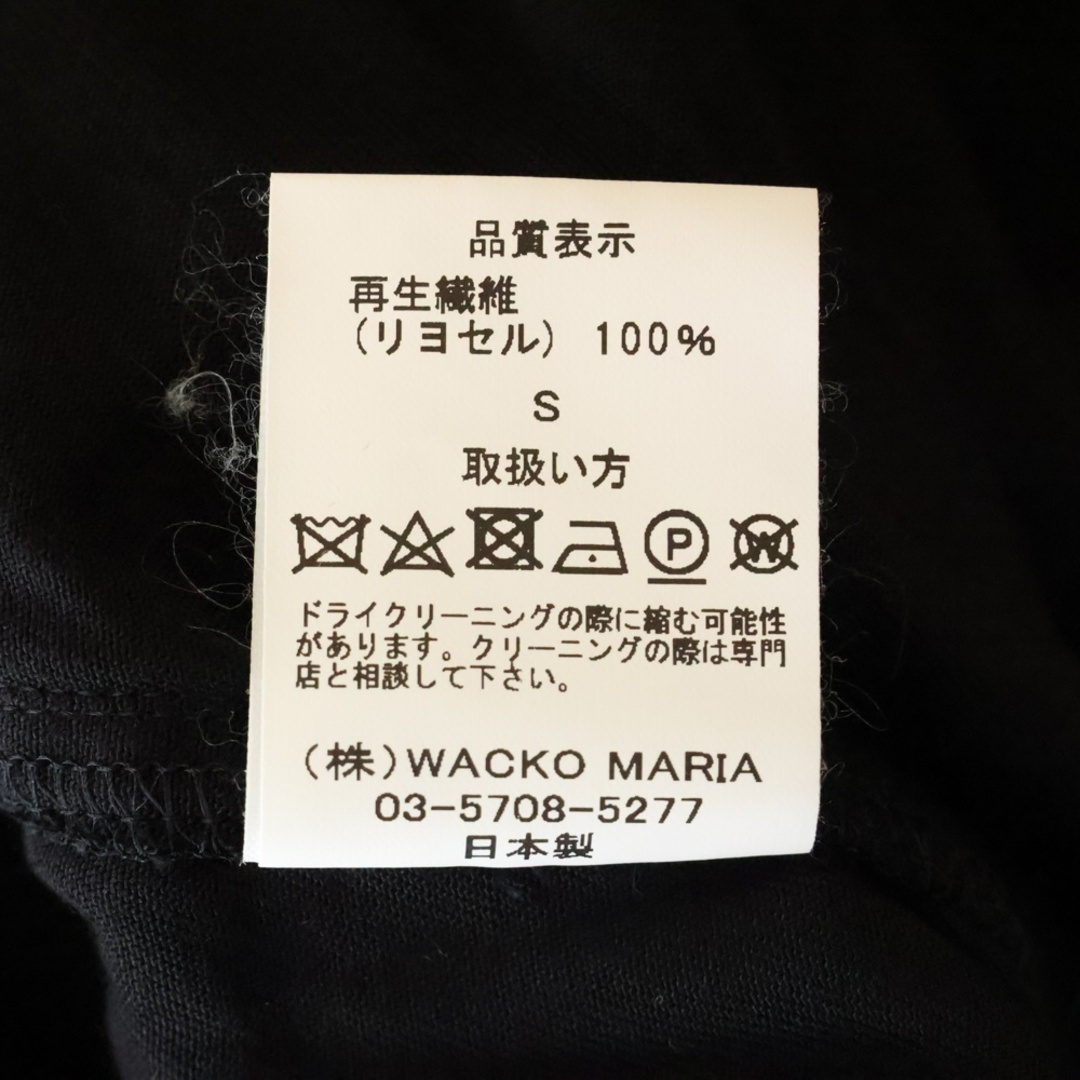 品質表示
再生繊維
(リヨセル) 100%
S
取扱い方
P W
ドライクリーニングの際に縮む可能性
があります。クリーニングの際は専門
店と相談して下さい。
(株)WACKO MARIA
03-5708-5277
日本製